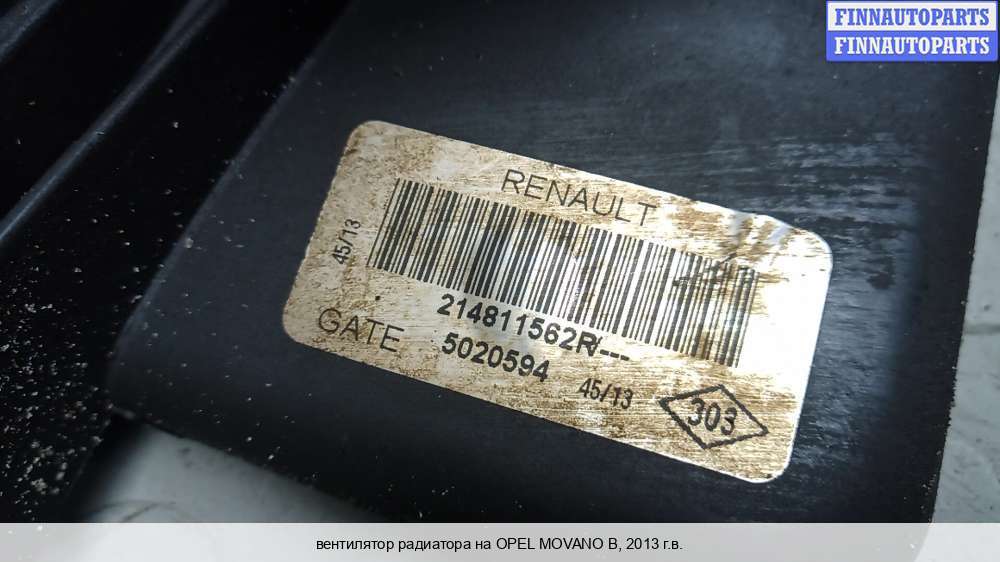 FINNAUTOPARTS
FINNAUTOPARTS
RENAULT
45/13
214811562R/---
GATE 5020594 45/13
303
вентилятор радиатора на OPEL MOVANO B, 2013 г.в.